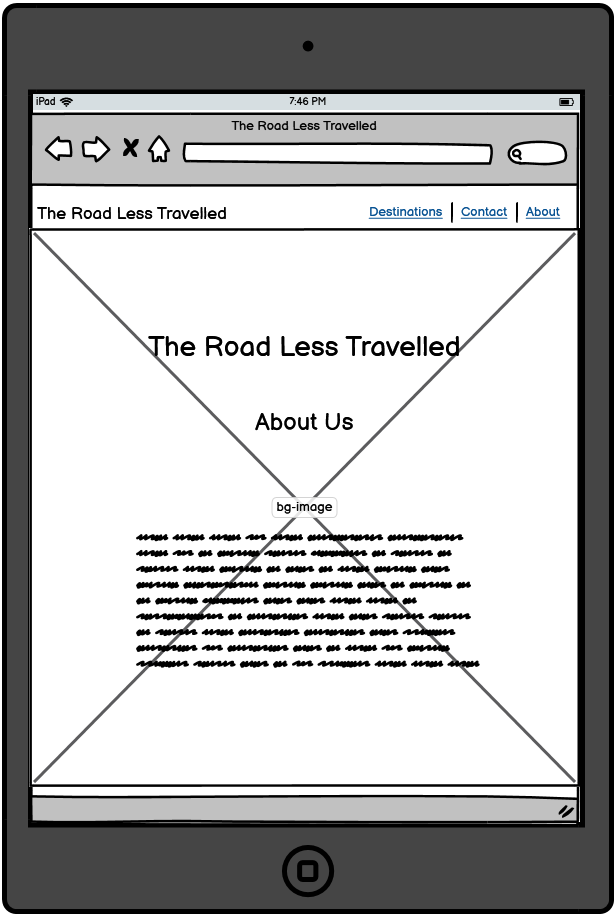 iPad 7:46 PM
The Road Less Travelled
The Road Less Travelled Destinations Contact About
The Road Less Travelled
About Us
bg-image